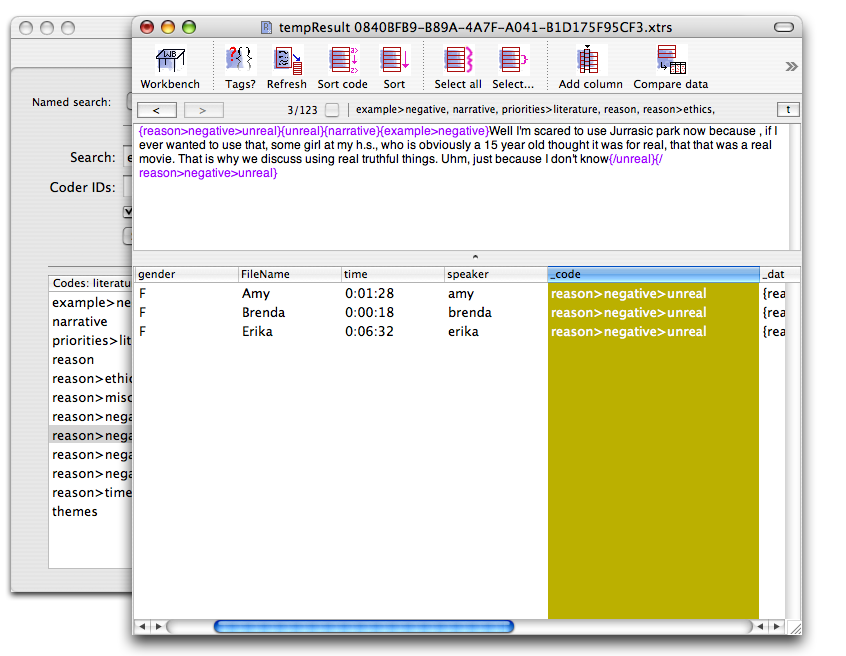 tempResult 0840BFB9-B89A-4A7F-A041-B1D175F95CF3.xtrs
WB
Workbench Tags? Refresh Sort code Sort Select all Select... Add column Compare data
< > 3/123 example>negative, narrative, priorities>literature, reason, reason>ethics, t
{reason>negative>unreal}{unreal}{narrative}{example>negative}Well I'm scared to use Jurrasic park now because , if I
ever wanted to use that, some girl at my h.s., who is obviously a 15 year old thought it was for real, that that was a real
movie. That is why we discuss using real truthful things. Uhm, just because I don't know{/unreal}{/
reason>negative>unreal}
gender FileName time speaker _code _dat
F Amy 0:01:28 amy reason>negative>unreal {rea
F Brenda 0:00:18 brenda reason>negative>unreal {rea
F Erika 0:06:32 erika reason>negative>unreal {rea
Named search:
Search:
Coder IDs:
Codes: literatu
example>ne
narrative
priorities>lit
reason
reason>ethic
reason>misc
reason>nega
reason>nega
reason>nega
reason>nega
reason>time
themes